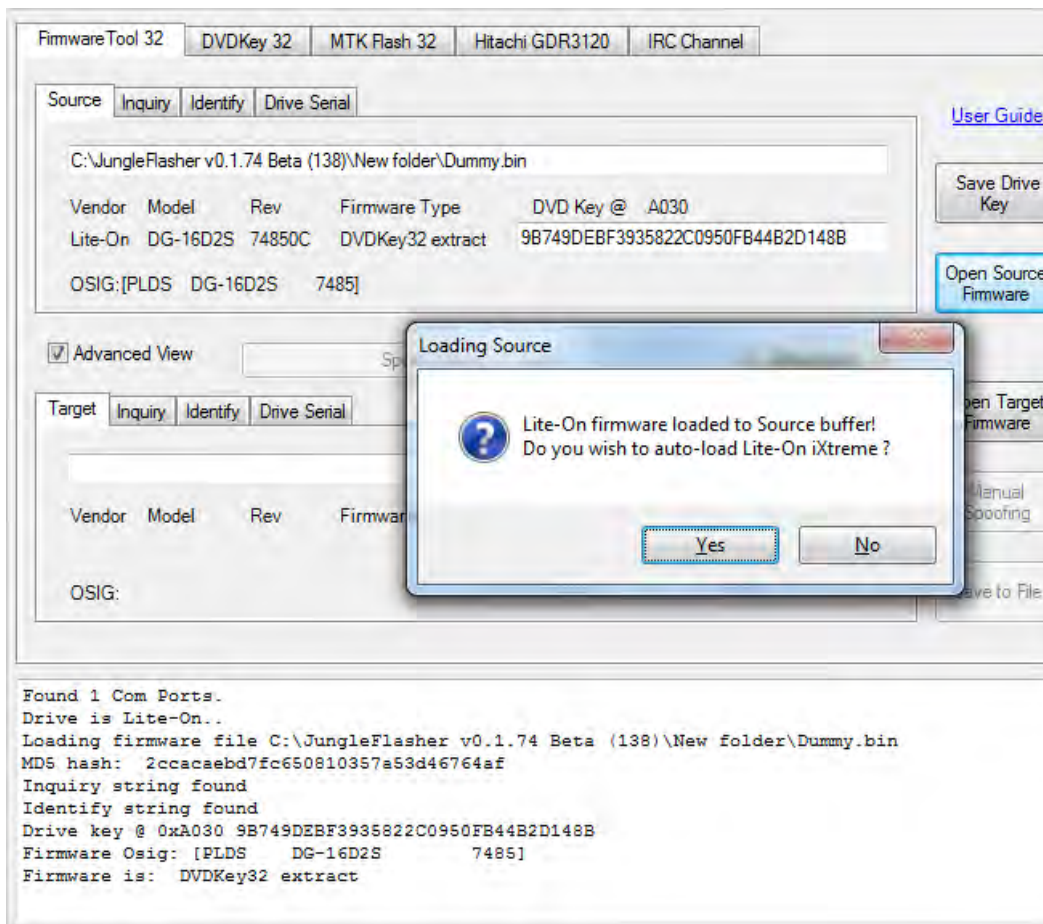 FirmwareTool 32 DVDKey 32 MTK Flash 32 Hitachi GDR3120 IRC Channel
Source Inquiry Identify Drive Serial
User Guide
C:\JungleFlasher v0.1.74 Beta (138)\New folder\Dummy.bin
Save Drive
Key
Vendor Model Rev Firmware Type DVD Key @ A030
Lite-On DG-16D2S 74850C DVDKey32 extract 9B749DEBF3935822C0950FB44B2D148B
OSIG:[PLDS DG-16D2S 7485]
Open Source
Firmware
Advanced View
Loading Source
Lite-On firmware loaded to Source buffer!
Do you wish to auto-load Lite-On iXtreme ?
Yes No
Target Inquiry Identify Drive Serial
Target
Firmware
Vendor Model Rev
Manual
Spoofing
OSIG:
to File
Found 1 Com Ports.
Drive is Lite-On..
Loading firmware file C:\JungleFlasher v0.1.74 Beta (138)\New folder\Dummy.bin
MD5 hash: 2ccacaebd7fc650810357a53d46764af
Inquiry string found
Identify string found
Drive key @ 0xA030 9B749DEBF3935822C0950FB44B2D148B
Firmware Osig: [PLDS DG-16D2S 7485]
Firmware is: DVDKey32 extract